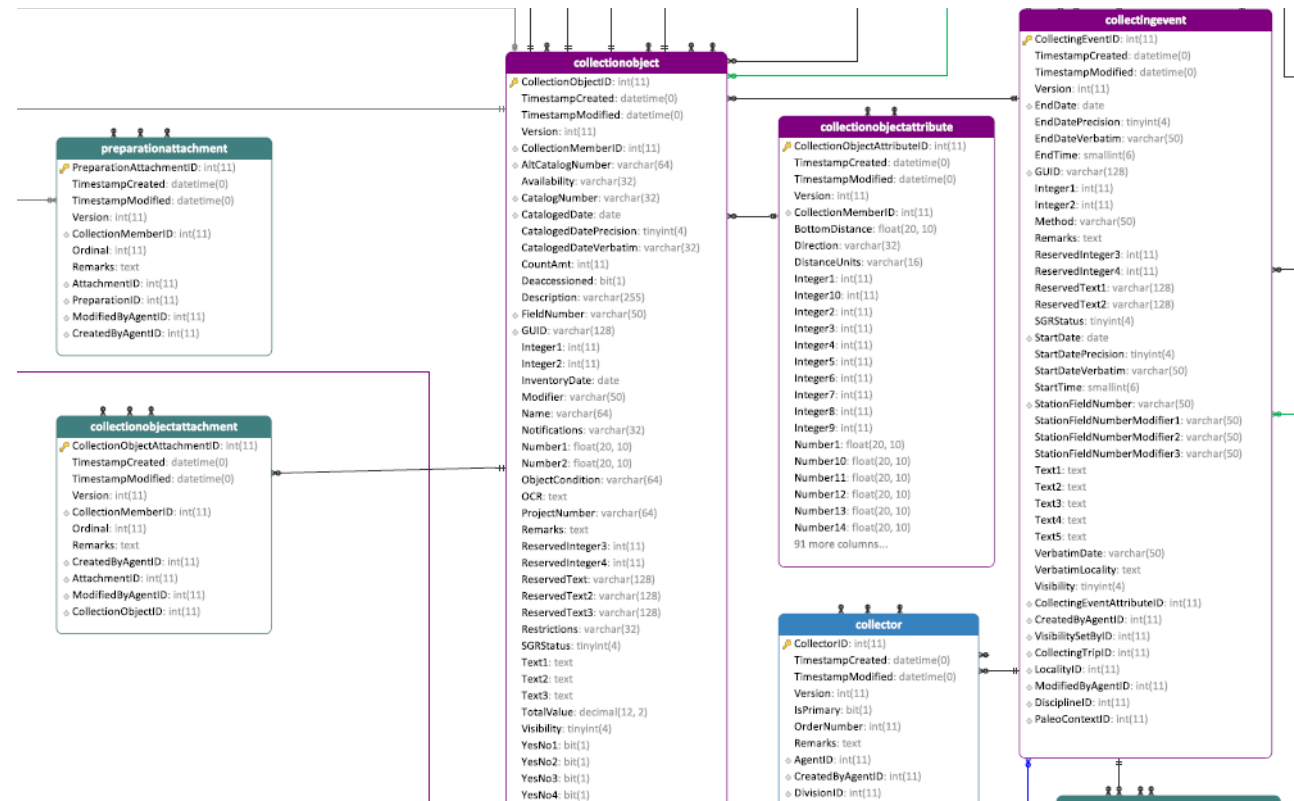 preparationattachment
PreparationAttachmentID: int(11)
TimestampCreated: datetime(0)
TimestampModified: datetime(0)
Version: int(11)
CollectionMemberID: int(11)
Ordinal: int(11)
Remarks: text
AttachmentID: int(11)
PreparationID: int(11)
ModifiedByAgentID: int(11)
CreatedByAgentID: int(11)
collectionobjectattachment
CollectionObjectAttachmentID: int(11)
TimestampCreated: datetime(0)
TimestampModified: datetime(0)
Version: int(11)
CollectionMemberID: int(11)
Ordinal: int(11)
Remarks: text
CreatedByAgentID: int(11)
AttachmentID: int(11)
ModifiedByAgentID: int(11)
CollectionObjectID: int(11)
collectionobject
CollectionObjectID: int(11)
TimestampCreated: datetime(0)
TimestampModified: datetime(0)
Version: int(11)
CollectionMemberID: int(11)
AltCatalogNumber: varchar(64)
Availability: varchar(32)
CatalogNumber: varchar(32)
CatalogedDate: date
CatalogedDatePrecision: tinyint(4)
CatalogedDateVerbatim: varchar(32)
CountAmt: int(11)
Deaccessioned: bit(1)
Description: varchar(255)
FieldNumber: varchar(50)
GUID: varchar(128)
Integer1: int(11)
Integer2: int(11)
InventoryDate: date
Modifier: varchar(50)
Name: varchar(64)
Notifications: varchar(32)
Number1: float(20, 10)
Number2: float(20, 10)
ObjectCondition: varchar(64)
OCR: text
ProjectNumber: varchar(64)
Remarks: text
ReservedInteger3: int(11)
ReservedInteger4: int(11)
ReservedText: varchar(128)
ReservedText2: varchar(128)
ReservedText3: varchar(128)
Restrictions: varchar(32)
SGRStatus: tinyint(4)
Text1: text
Text2: text
Text3: text
TotalValue: decimal(12, 2)
Visibility: tinyint(4)
YesNo1: bit(1)
YesNo2: bit(1)
YesNo3: bit(1)
YesNo4: bit(1)
collectionobjectattribute
CollectionObjectAttributeID: int(11)
TimestampCreated: datetime(0)
TimestampModified: datetime(0)
Version: int(11)
CollectionMemberID: int(11)
BottomDistance: float(20, 10)
Direction: varchar(32)
DistanceUnits: varchar(16)
Integer1: int(11)
Integer10: int(11)
Integer2: int(11)
Integer3: int(11)
Integer4: int(11)
Integer5: int(11)
Integer6: int(11)
Integer7: int(11)
Integer8: int(11)
Integer9: int(11)
Number1: float(20, 10)
Number10: float(20, 10)
Number11: float(20, 10)
Number12: float(20, 10)
Number13: float(20, 10)
Number14: float(20, 10)
91 more columns...
collector
CollectorID: int(11)
TimestampCreated: datetime(0)
TimestampModified: datetime(0)
Version: int(11)
IsPrimary: bit(1)
OrderNumber: int(11)
Remarks: text
AgentID: int(11)
CreatedByAgentID: int(11)
DivisionID: int(11)
collectingevent
CollectingEventID: int(11)
TimestampCreated: datetime(0)
TimestampModified: datetime(0)
Version: int(11)
EndDate: date
EndDatePrecision: tinyint(4)
EndDateVerbatim: varchar(50)
EndTime: smallint(6)
GUID: varchar(128)
Integer1: int(11)
Integer2: int(11)
Method: varchar(50)
Remarks: text
ReservedInteger3: int(11)
ReservedInteger4: int(11)
ReservedText1: varchar(128)
ReservedText2: varchar(128)
SGRStatus: tinyint(4)
StartDate: date
StartDatePrecision: tinyint(4)
StartDateVerbatim: varchar(50)
StartTime: smallint(6)
StationFieldNumber: varchar(50)
StationFieldNumberModifier1: varchar(50)
StationFieldNumberModifier2: varchar(50)
StationFieldNumberModifier3: varchar(50)
Text1: text
Text2: text
Text3: text
Text4: text
Text5: text
VerbatimDate: varchar(50)
VerbatimLocality: text
Visibility: tinyint(4)
CollectingEventAttributeID: int(11)
CreatedByAgentID: int(11)
VisibilitySetByID: int(11)
CollectingTripID: int(11)
LocalityID: int(11)
ModifiedByAgentID: int(11)
DisciplineID: int(11)
PaleoContextID: int(11)